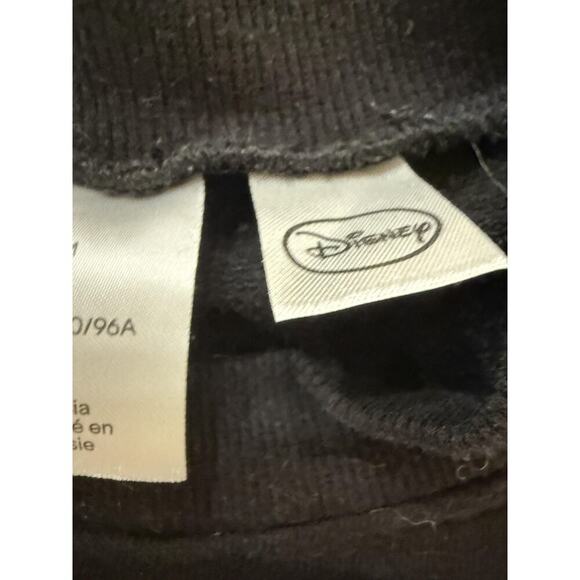 Disney
0/96A
ia
é en
sie